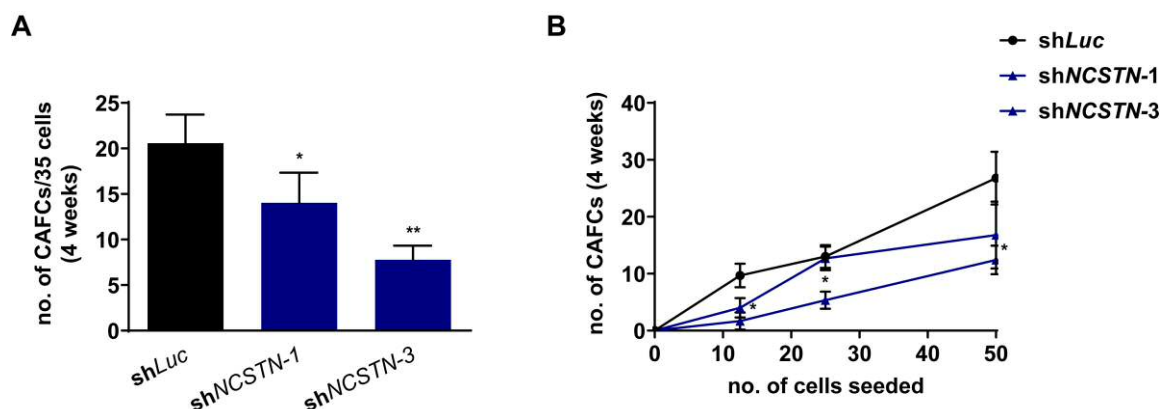 A
no. of CAFCs/35 cells
(4 weeks)
25
20
15
10
5
0
*
**
shLuc
shNCSTN-1
shNCSTN-3
B
shLuc
shNCSTN-1
shNCSTN-3
no. of CAFCs (4 weeks)
40
30
20
10
0
*
*
*
0 10 20 30 40 50
no. of cells seeded